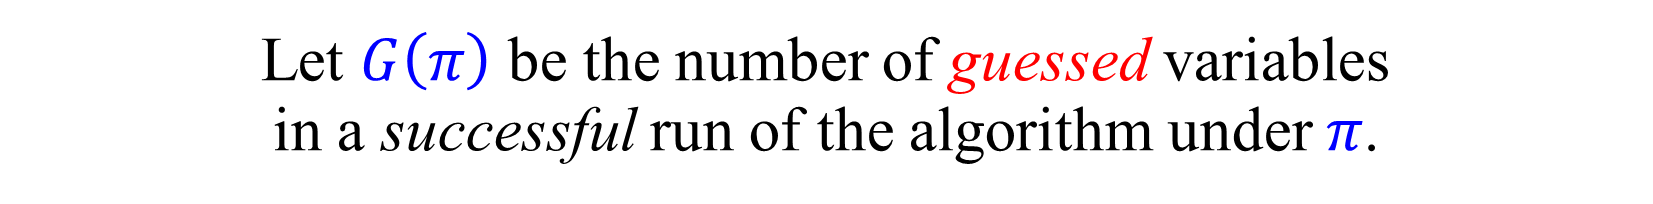 Let G(π) be the number of guessed variables
in a successful run of the algorithm under π.